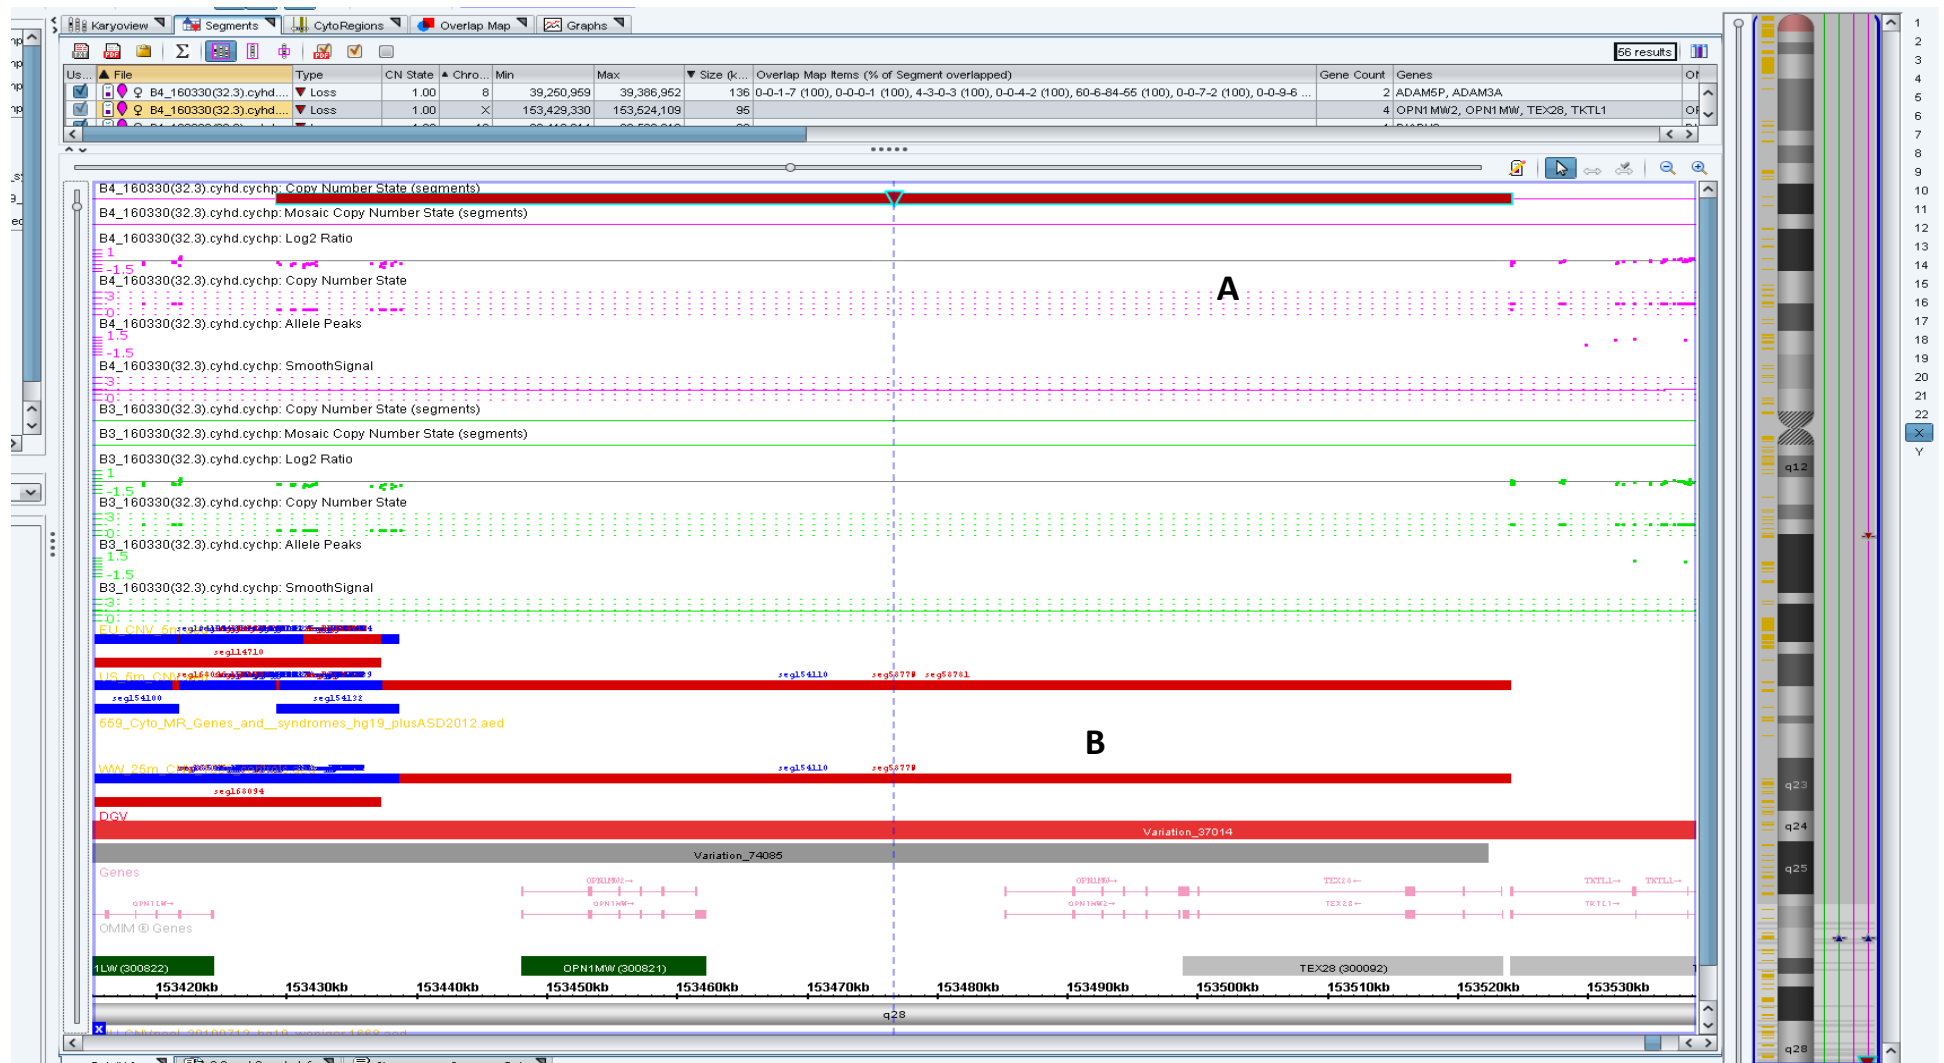 Karyoview Segments CytoRegions Overlap Map Graphs
56 results
Us... File Type CN State Chro... Min Max Size (k... Overlap Map Items (% of Segment overlapped) Gene Count Genes
B4_160330(32.3).cyhd.... Loss 1.00 8 39,250,959 39,386,952 136 0-0-1-7 (100), 0-0-0-1 (100), 4-3-0-3 (100), 0-0-4-2 (100), 60-6-84-55 (100), 0-0-7-2 (100), 0-0-9-6 ... 2 ADAM5P, ADAM3A
B4_160330(32.3).cyhd.... Loss 1.00 X 153,429,330 153,524,109 95 4 OPN1MW2, OPN1MW, TEX28, TKTL1
B4_160330(32.3).cyhd.cychp: Copy Number State (segments)
B4_160330(32.3).cyhd.cychp: Mosaic Copy Number State (segments)
B4_160330(32.3).cyhd.cychp: Log2 Ratio
1
-1.5
B4_160330(32.3).cyhd.cychp: Copy Number State
A
3
0
B4_160330(32.3).cyhd.cychp: Allele Peaks
1.5
-1.5
B4_160330(32.3).cyhd.cychp: SmoothSignal
3
0
B3_160330(32.3).cyhd.cychp: Copy Number State (segments)
B3_160330(32.3).cyhd.cychp: Mosaic Copy Number State (segments)
B3_160330(32.3).cyhd.cychp: Log2 Ratio
1
-1.5
B3_160330(32.3).cyhd.cychp: Copy Number State
3
0
B3_160330(32.3).cyhd.cychp: Allele Peaks
1.5
-1.5
B3_160330(32.3).cyhd.cychp: SmoothSignal
3
0
seg114710
seg154110 seg58779 seg58781
seg154100 seg154132
559_Cyto_MR_Genes_and__syndromes_hg19_plusASD2012.aed
B
seg154110 seg58779
seg168094
DGV
Variation_37014
Variation_74085
Genes
OPN1MW2→ OPN1MW→ TEX28← TKTL1→ TKTL1→
OPN1LW→ OPN1MW→ OPN1MW2→ TEX28← TKTL1→
OMIM ® Genes
1LW (300822) OPN1MW (300821) TEX28 (300092)
153420kb 153430kb 153440kb 153450kb 153460kb 153470kb 153480kb 153490kb 153500kb 153510kb 153520kb 153530kb
q28
q12
q23
q24
q25
q28
1
2
3
4
5
6
7
8
9
10
11
12
13
14
15
16
17
18
19
20
21
22
X
Y